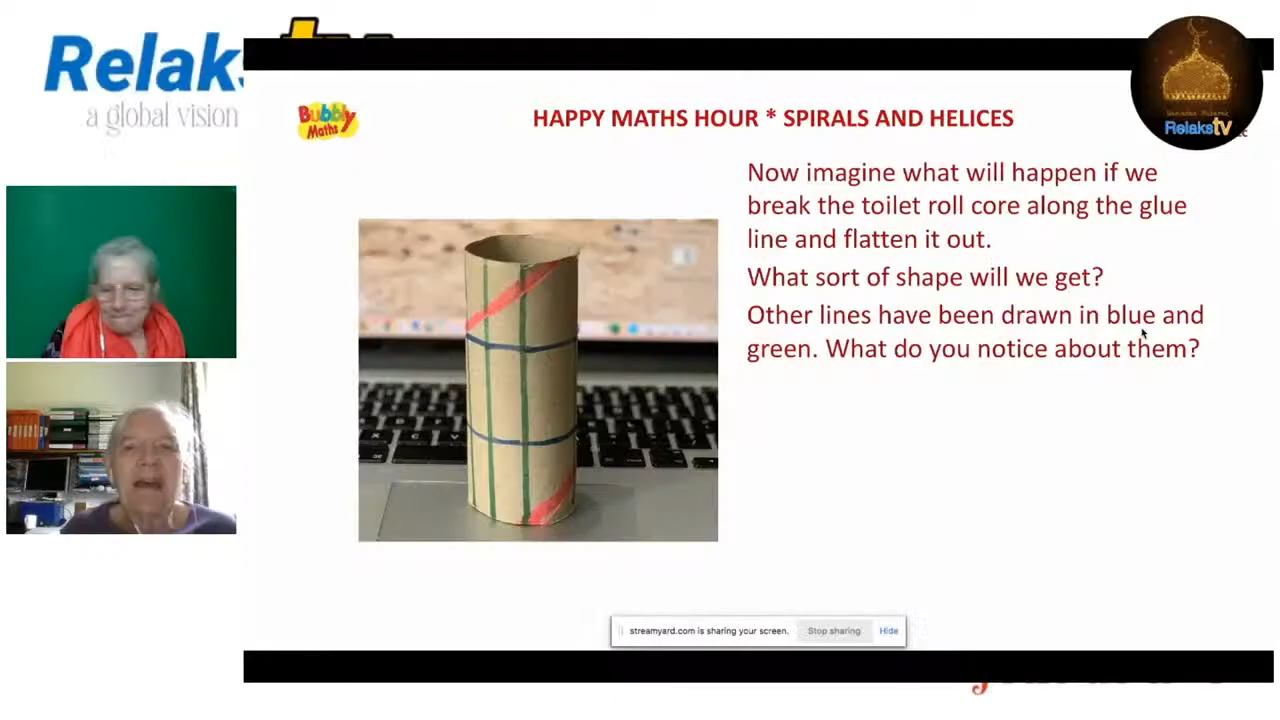 Relaks
a global vision
Bubbly
Maths
HAPPY MATHS HOUR * SPIRALS AND HELICES
RelaksTV
Now imagine what will happen if we
break the toilet roll core along the glue
line and flatten it out.
What sort of shape will we get?
Other lines have been drawn in blue and
green. What do you notice about them?
streamyard.com is sharing your screen.
Stop sharing
Hide